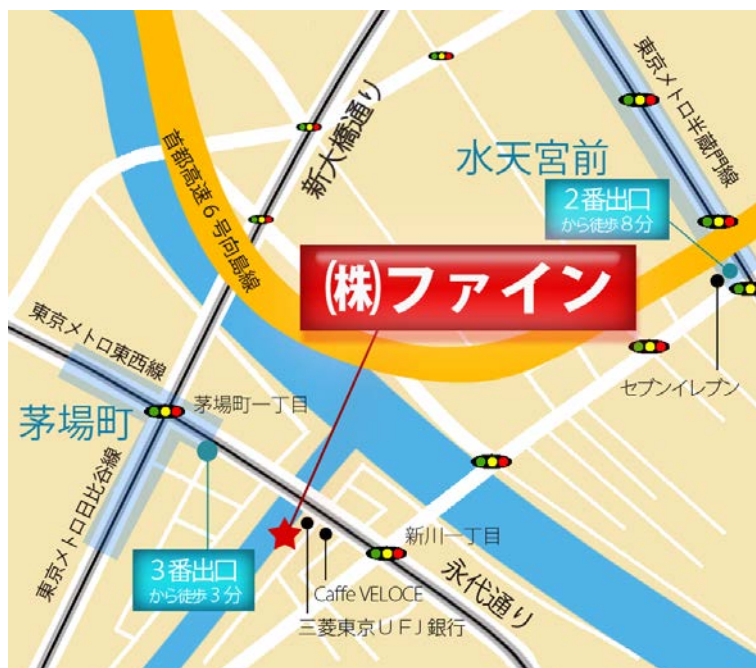 東京メトロ半蔵門線
新大橋通り
水天宮前
首都高速6号向島線
2番出口
から徒歩8分
㈱ファイン
東京メトロ東西線
セブンイレブン
茅場町一丁目
茅場町
東京メトロ日比谷線
新川一丁目
3番出口
から徒歩3分
Caffe VELOCE
永代通り
三菱東京UFJ銀行